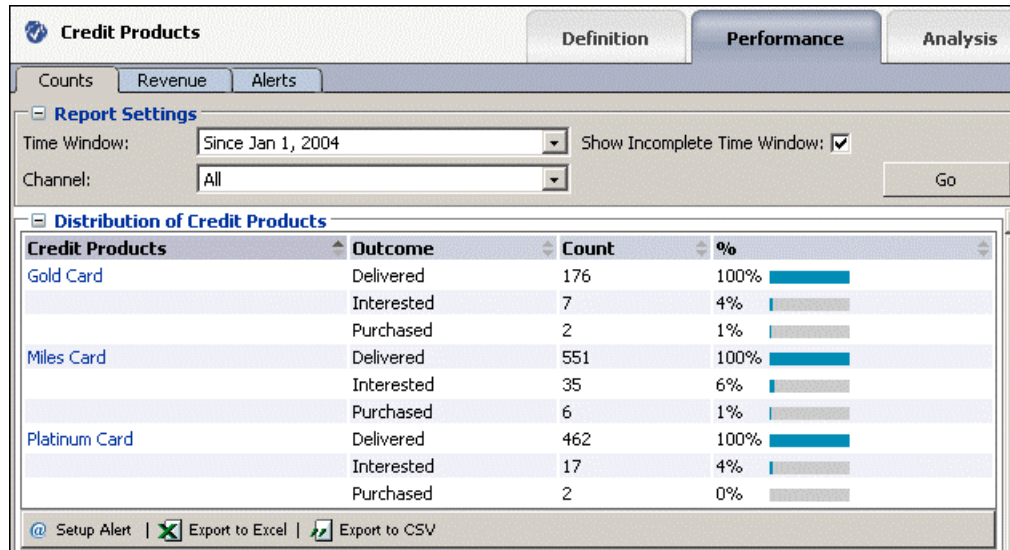 Credit Products Definition Performance Analysis
Counts Revenue Alerts
Report Settings
Time Window: Since Jan 1, 2004 Show Incomplete Time Window:
Channel: All Go
Distribution of Credit Products
Credit Products Outcome Count %
Gold Card Delivered 176 100%
Interested 7 4%
Purchased 2 1%
Miles Card Delivered 551 100%
Interested 35 6%
Purchased 6 1%
Platinum Card Delivered 462 100%
Interested 17 4%
Purchased 2 0%
@ Setup Alert | Export to Excel | Export to CSV